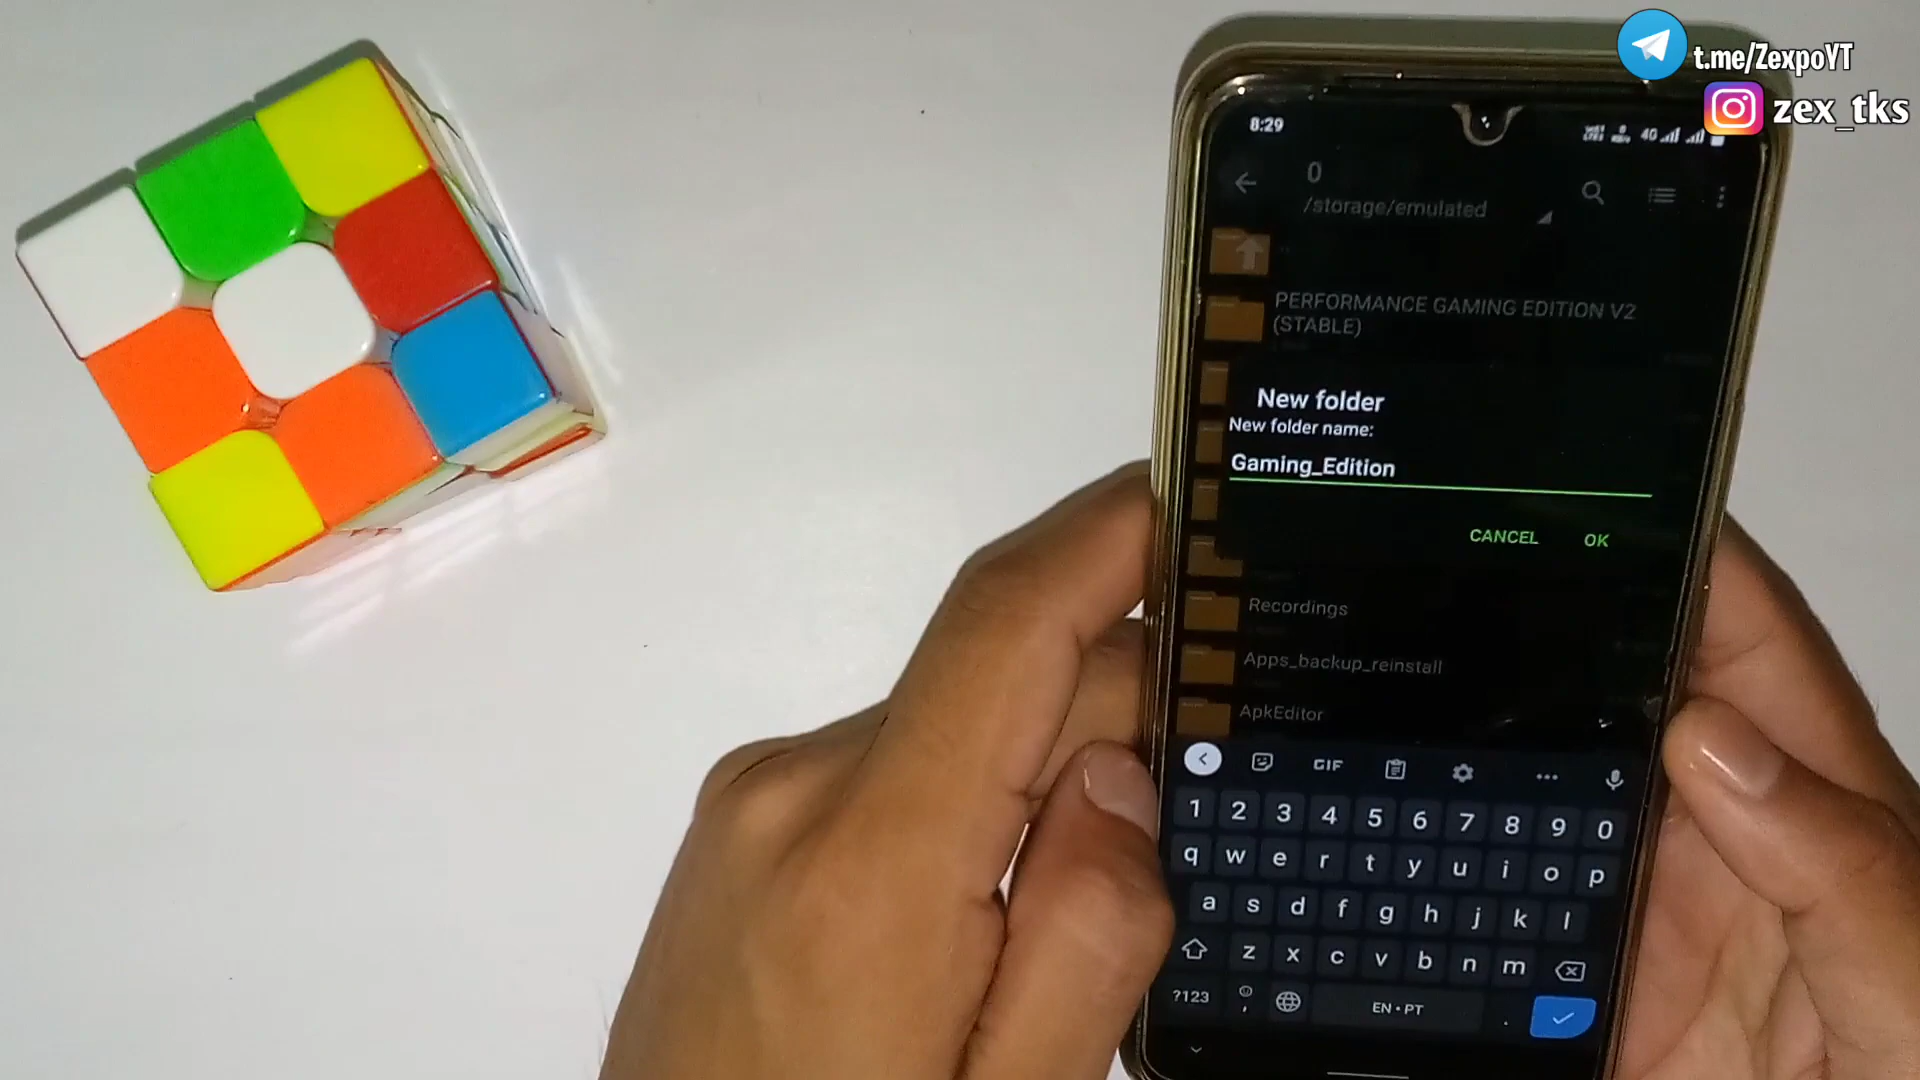 t.me/ZexpoYT
zex_tks
8:29
4G
0
/storage/emulated
PERFORMANCE GAMING EDITION V2
(STABLE)
New folder
New folder name:
Gaming_Edition
CANCEL OK
Recordings
Apps_backup_reinstall
ApkEditor
GIF
1 2 3 4 5 6 7 8 9 0
q w e r t y u i o p
a s d f g h j k l
z x c v b n m
?123 , EN • PT .